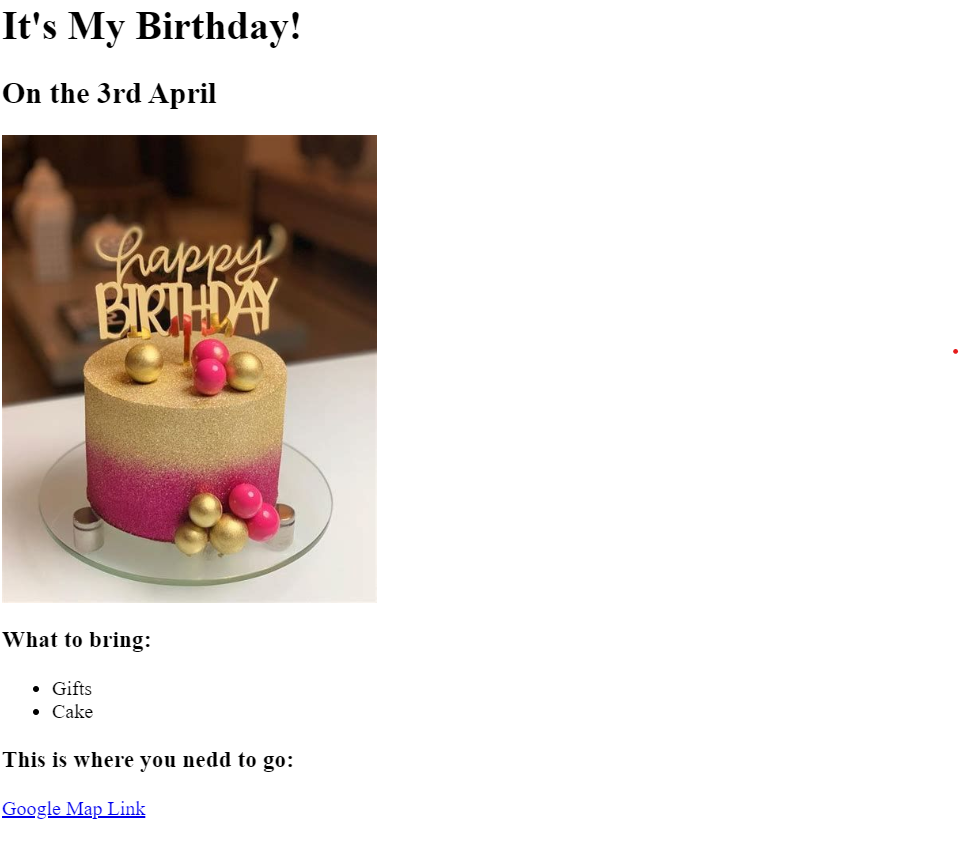 It's My Birthday!
On the 3rd April
happy
BIRTHDAY
What to bring:
Gifts
Cake
This is where you nedd to go:
Google Map Link